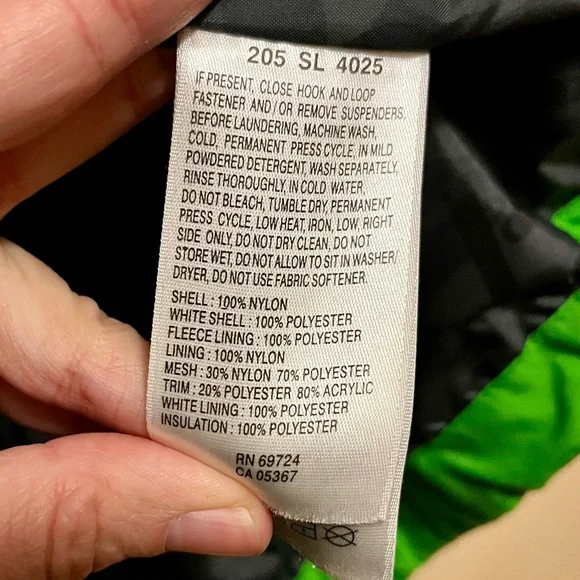 205 SL 4025
IF PRESENT, CLOSE HOOK AND LOOP
FASTENER AND/OR REMOVE SUSPENDERS,
BEFORE LAUNDERING, MACHINE WASH,
COLD, PERMANENT PRESS CYCLE, IN MILD
POWDERED DETERGENT, WASH SEPARATELY,
RINSE THOROUGHLY, IN COLD WATER,
DO NOT BLEACH, TUMBLE DRY, PERMANENT
PRESS CYCLE, LOW HEAT, IRON, LOW, RIGHT
SIDE ONLY, DO NOT DRY CLEAN, DO NOT
STORE WET, DO NOT ALLOW TO SIT IN WASHER/
DRYER, DO NOT USE FABRIC SOFTENER.
SHELL : 100% NYLON
WHITE SHELL : 100% POLYESTER
FLEECE LINING : 100% POLYESTER
LINING : 100% NYLON
MESH : 30% NYLON 70% POLYESTER
TRIM : 20% POLYESTER 80% ACRYLIC
WHITE LINING : 100% POLYESTER
INSULATION : 100% POLYESTER
RN 69724
CA 05367